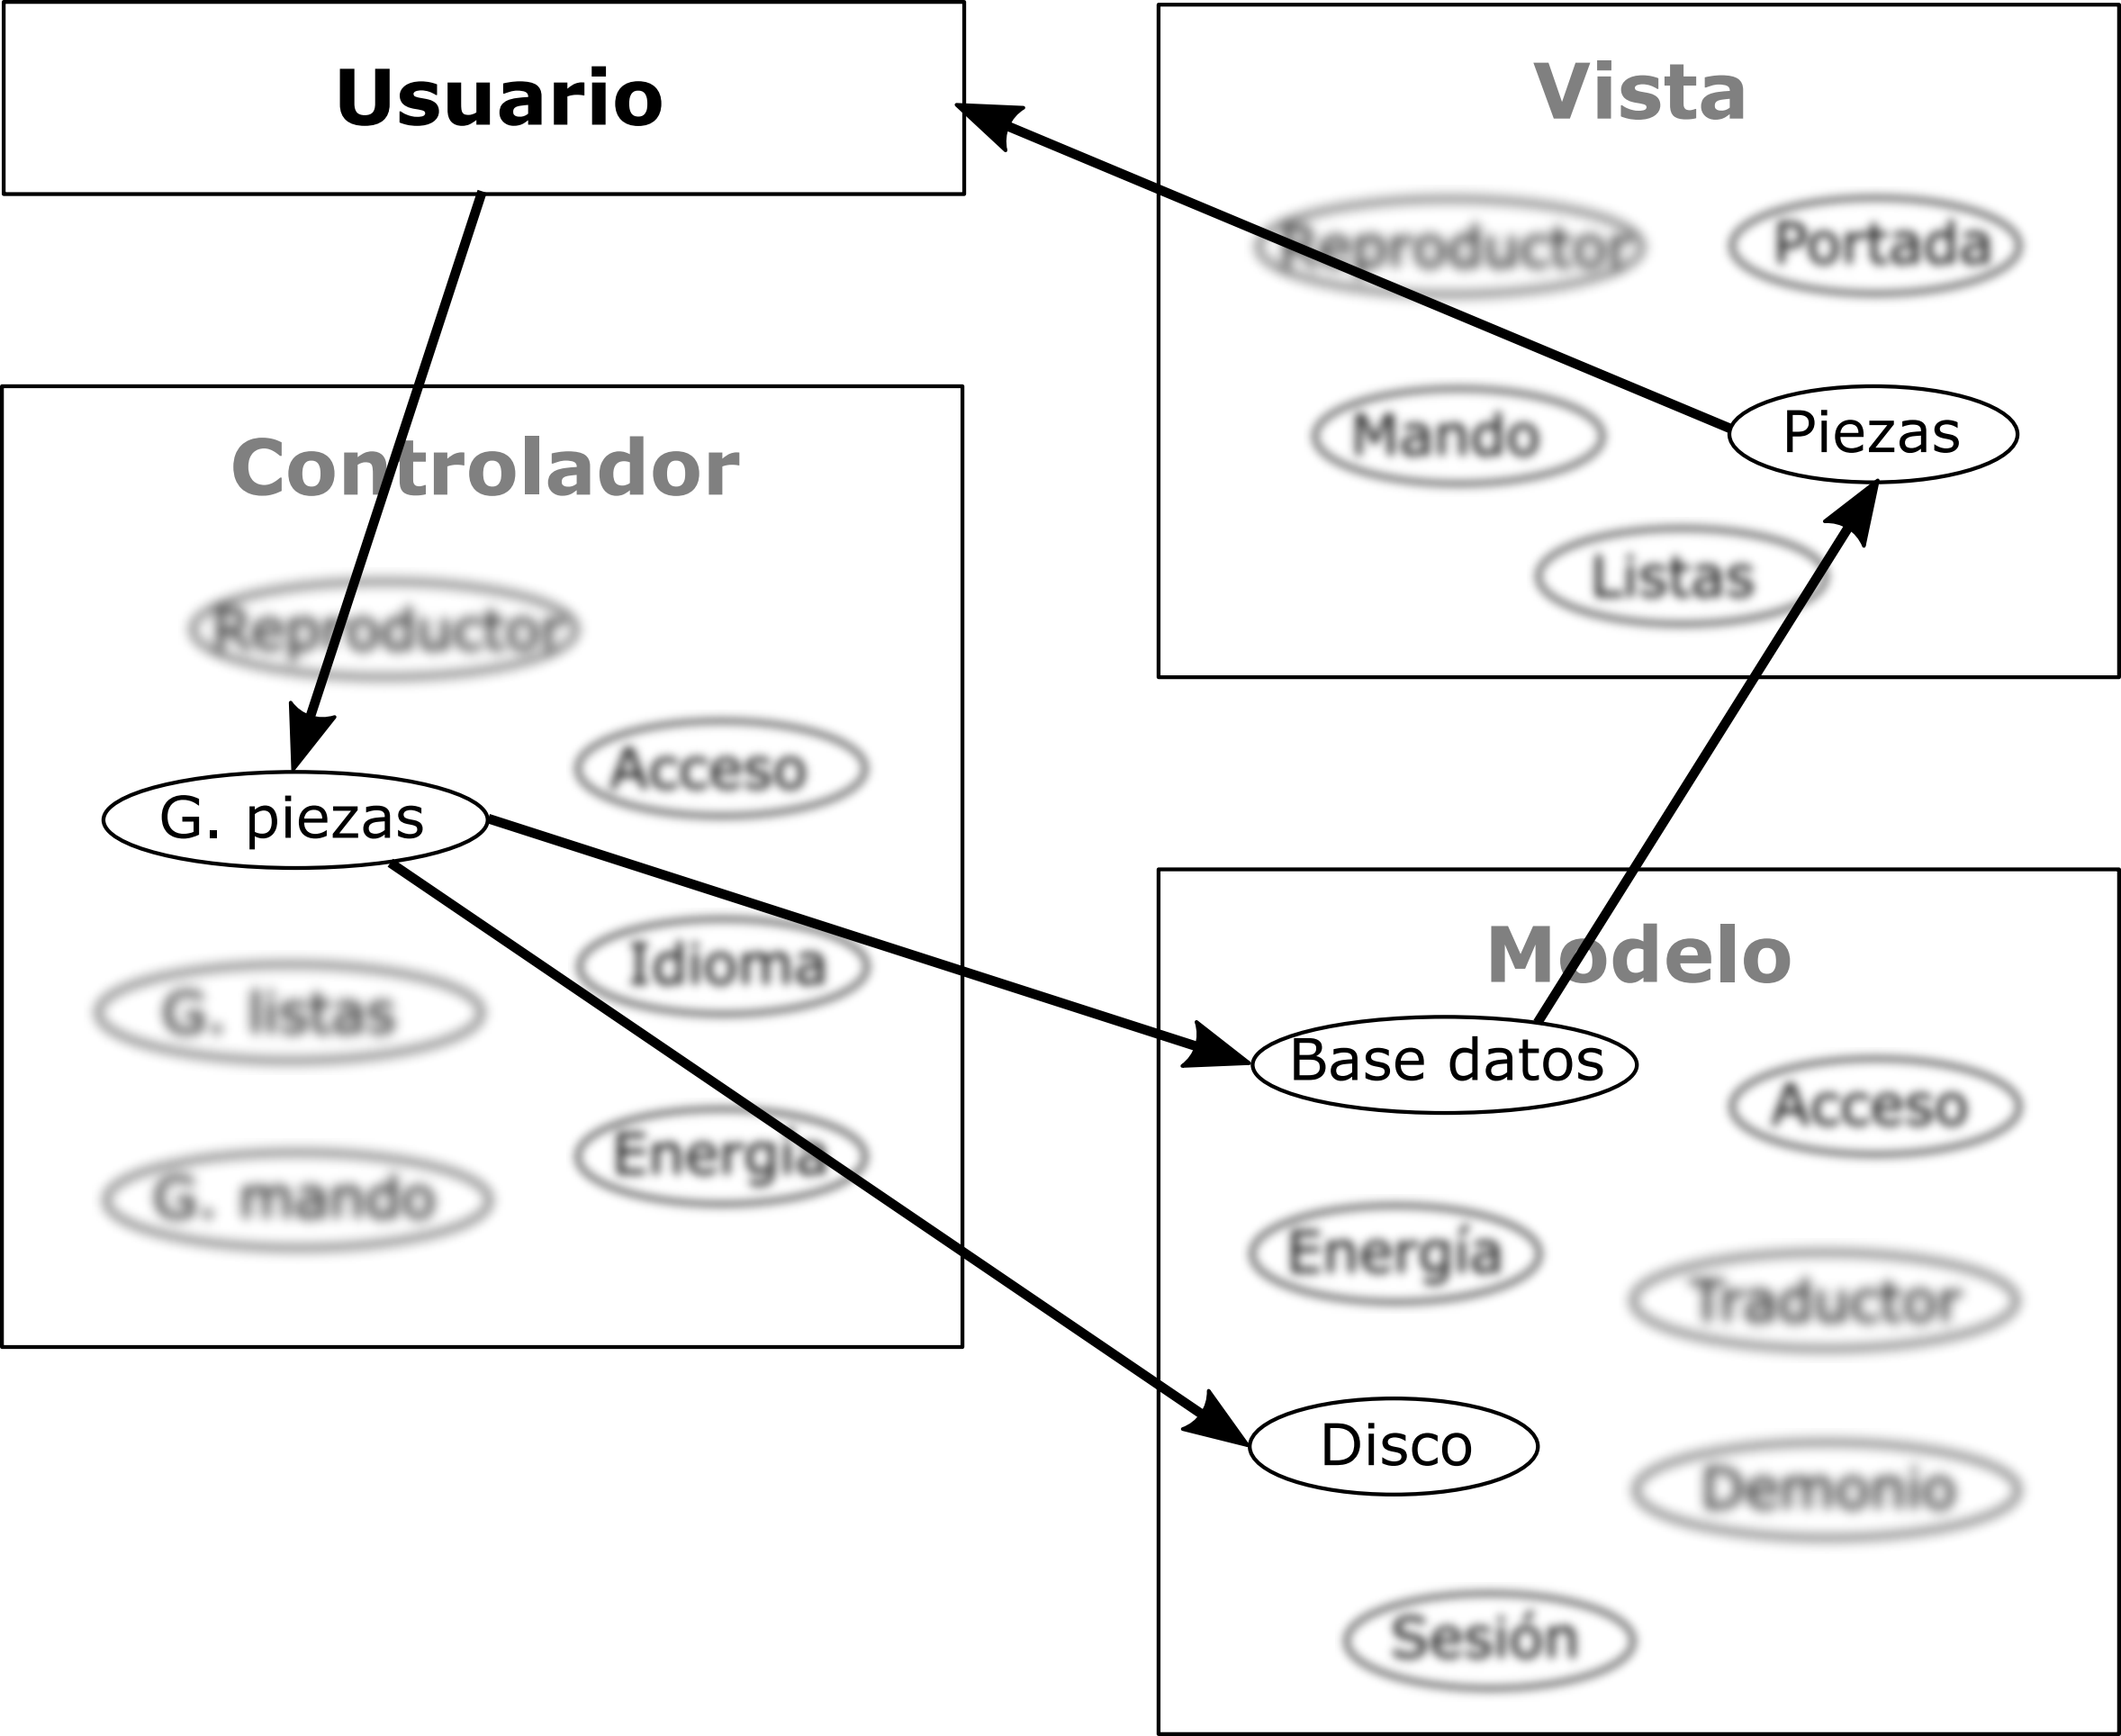 Usuario
Vista
Reproductor
Portada
Mando
Piezas
Listas
Controlador
Reproductor
Acceso
G. piezas
Idioma
G. listas
Energía
G. mando
Modelo
Base datos
Acceso
Energía
Traductor
Disco
Demonio
Sesión